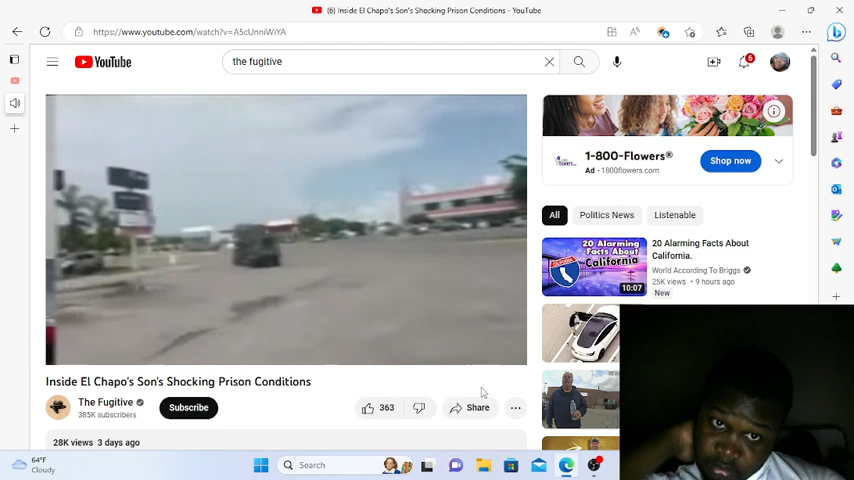 (6) Inside El Chapo's Son's Shocking Prison Conditions - YouTube
https://www.youtube.com/watch?v=A5cUnniWiYA
YouTube
the fugitive
6
1-800-Flowers®
Ad • 1800flowers.com
Shop now
All
Politics News
Listenable
20 Alarming
Facts About
California
10:07
20 Alarming Facts About
California.
World According To Briggs
25K views • 9 hours ago
New
Inside El Chapo's Son's Shocking Prison Conditions
The Fugitive
385K subscribers
Subscribe
363
Share
28K views 3 days ago
64°F
Cloudy
Search